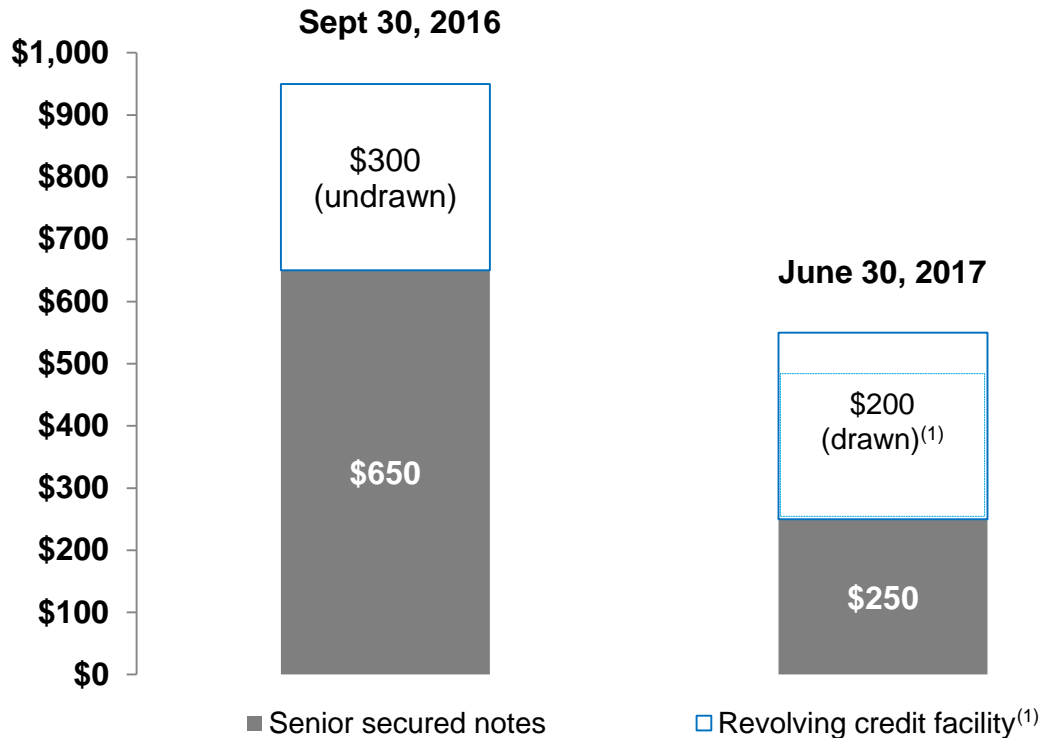 Sept 30, 2016
$1,000
$900
$800
$700
$600
$500
$400
$300
$200
$100
$0
$300
(undrawn)
$650
June 30, 2017
$200
(drawn)(1)
$250
Senior secured notes
Revolving credit facility(1)